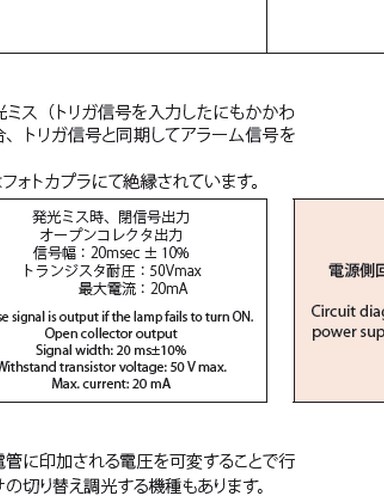 光ミス（トリガ信号を入力したにもかかわ
合、トリガ信号と同期してアラーム信号を
はフォトカプラにて絶縁されています。
発光ミス時、閉信号出力
オープンコレクタ出力
信号幅：20msec ± 10%
トランジスタ耐圧：50Vmax
最大電流：20mA
se signal is output if the lamp fails to turn ON.
Open collector output
Signal width: 20 ms±10%
Withstand transistor voltage: 50 V max.
Max. current: 20 mA
電源側回
Circuit diag
power sup
電管に印加される電圧を可変することで行
サの切り替え調光する機種もあります。